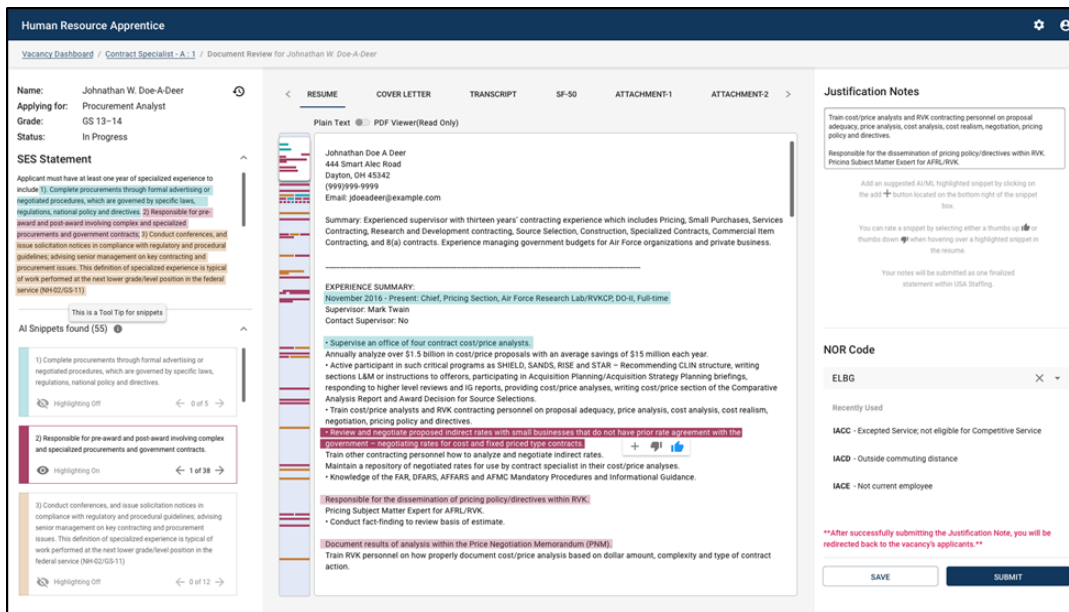 Human Resource Apprentice
Vacancy Dashboard / Contract Specialist - A : 1 / Document Review for Johnathan W. Doe-A-Deer
Name: Johnathan W. Doe-A-Deer
Applying for: Procurement Analyst
Grade: GS 13–14
Status: In Progress
SES Statement
Applicant must have at least one year of specialized experience to
include 1). Complete procurements through formal advertising or
negotiated procedures, which are governed by specific laws,
regulations, national policy and directives. 2) Responsible for pre-
award and post-award involving complex and specialized
procurements and government contracts; 3) Conduct conferences, and
issue solicitation notices in compliance with regulatory and procedural
guidelines; advising senior management on key contracting and
procurement issues. This definition of specialized experience is typical
of work performed at the next lower grade/level position in the federal
service (NH-02/GS-11)
This is a Tool Tip for snippets
AI Snippets found (55)
1) Complete procurements through formal advertising or
negotiated procedures, which are governed by specific laws,
regulations, national policy and directives.
Highlighting Off ← 0 of 5 →
2) Responsible for pre-award and post-award involving complex
and specialized procurements and government contracts.
Highlighting On ← 1 of 38 →
3) Conduct conferences, and issue solicitation notices in
compliance with regulatory and procedural guidelines; advising
senior management on key contracting and procurement
issues. This definition of specialized experience is typical of
work performed at the next lower grade/level position in the
federal service (NH-02/GS-11)
Highlighting Off ← 0 of 12 →
RESUME COVER LETTER TRANSCRIPT SF-50 ATTACHMENT-1 ATTACHMENT-2
Plain Text PDF Viewer(Read Only)
Johnathan Doe A Deer
444 Smart Alec Road
Dayton, OH 45342
(999)999-9999
Email: jdoeadeer@example.com
Summary: Experienced supervisor with thirteen years' contracting experience which includes Pricing, Small Purchases, Services
Contracting, Research and Development contracting, Source Selection, Construction, Specialized Contracts, Commercial Item
Contracting, and 8(a) contracts. Experience managing government budgets for Air Force organizations and private business.
EXPERIENCE SUMMARY:
November 2016 - Present: Chief, Pricing Section, Air Force Research Lab/RVKCP, DO-II, Full-time
Supervisor: Mark Twain
Contact Supervisor: No
• Supervise an office of four contract cost/price analysts.
Annually analyze over $1.5 billion in cost/price proposals with an average savings of $15 million each year.
• Active participant in such critical programs as SHIELD, SANDS, RISE and STAR – Recommending CLIN structure, writing
sections L&M or instructions to offerors, participating in Acquisition Planning/Acquisition Strategy Planning briefings,
responding to higher level reviews and IG reports, providing cost/price analyses, writing cost/price section of the Comparative
Analysis Report and Award Decision for Source Selections.
• Train cost/price analysts and RVK contracting personnel on proposal adequacy, price analysis, cost analysis, cost realism,
negotiation, pricing policy and directives.
• Review and negotiate proposed indirect rates with small businesses that do not have prior rate agreement with the
government – negotiating rates for cost and fixed priced type contracts.
Train other contracting personnel how to analyze and negotiate indirect rates.
Maintain a repository of negotiated rates for use by contract specialist in their cost/price analyses.
• Knowledge of the FAR, DFARS, AFFARS and AFMC Mandatory Procedures and Informational Guidance.
Responsible for the dissemination of pricing policy/directives within RVK.
Pricing Subject Matter Expert for AFRL/RVK.
• Conduct fact-finding to review basis of estimate.
Document results of analysis within the Price Negotiation Memorandum (PNM).
Train RVK personnel on how properly document cost/price analysis based on dollar amount, complexity and type of contract
action.
Justification Notes
Train cost/price analysts and RVK contracting personnel on proposal
adequacy, price analysis, cost analysis, cost realism, negotiation, pricing
policy and directives.
Responsible for the dissemination of pricing policy/directives within RVK.
Pricing Subject Matter Expert for AFRL/RVK.
Add an suggested AI/ML highlighted snippet by clicking on
the add + button located on the bottom right of the snippet
box.
You can rate a snippet by selecting either a thumbs up or
thumbs down when hovering over a highlighted snippet in
the resume.
Your notes will be submitted as one finalized
statement within USA Staffing.
NOR Code
ELBG
Recently Used
IACC - Excepted Service; not eligible for Competitive Service
IACD - Outside commuting distance
IACE - Not current employee
**After successfully submitting the Justification Note, you will be
redirected back to the vacancy's applicants.**
SAVE SUBMIT